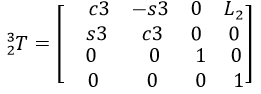 ³₂T = [ c3 −s3 0 L₂
s3 c3 0 0
0 0 1 0
0 0 0 1 ]